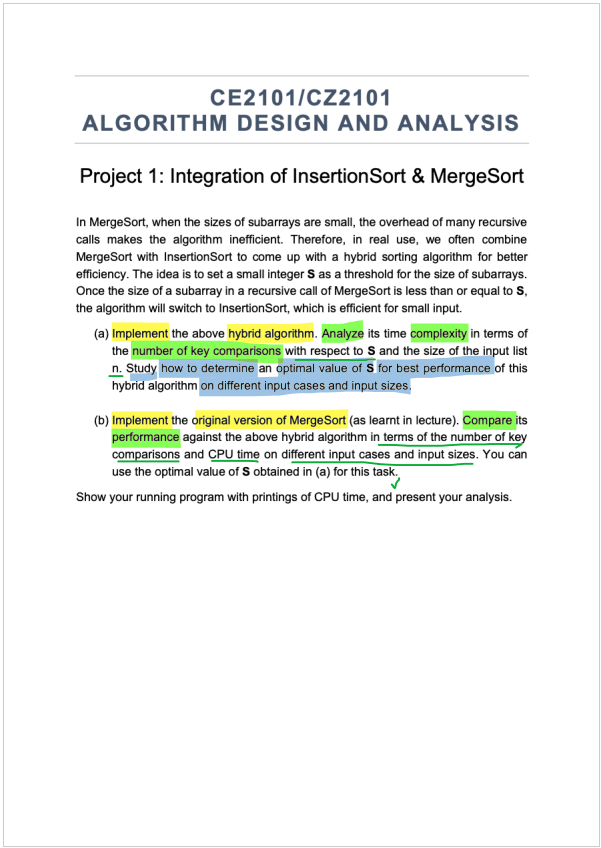 CE2101/CZ2101
ALGORITHM DESIGN AND ANALYSIS
Project 1: Integration of InsertionSort & MergeSort
In MergeSort, when the sizes of subarrays are small, the overhead of many recursive
calls makes the algorithm inefficient. Therefore, in real use, we often combine
MergeSort with InsertionSort to come up with a hybrid sorting algorithm for better
efficiency. The idea is to set a small integer S as a threshold for the size of subarrays.
Once the size of a subarray in a recursive call of MergeSort is less than or equal to S,
the algorithm will switch to InsertionSort, which is efficient for small input.
(a) Implement the above hybrid algorithm. Analyze its time complexity in terms of
the number of key comparisons with respect to S and the size of the input list
n. Study how to determine an optimal value of S for best performance of this
hybrid algorithm on different input cases and input sizes.
(b) Implement the original version of MergeSort (as learnt in lecture). Compare its
performance against the above hybrid algorithm in terms of the number of key
comparisons and CPU time on different input cases and input sizes. You can
use the optimal value of S obtained in (a) for this task.
Show your running program with printings of CPU time, and present your analysis.